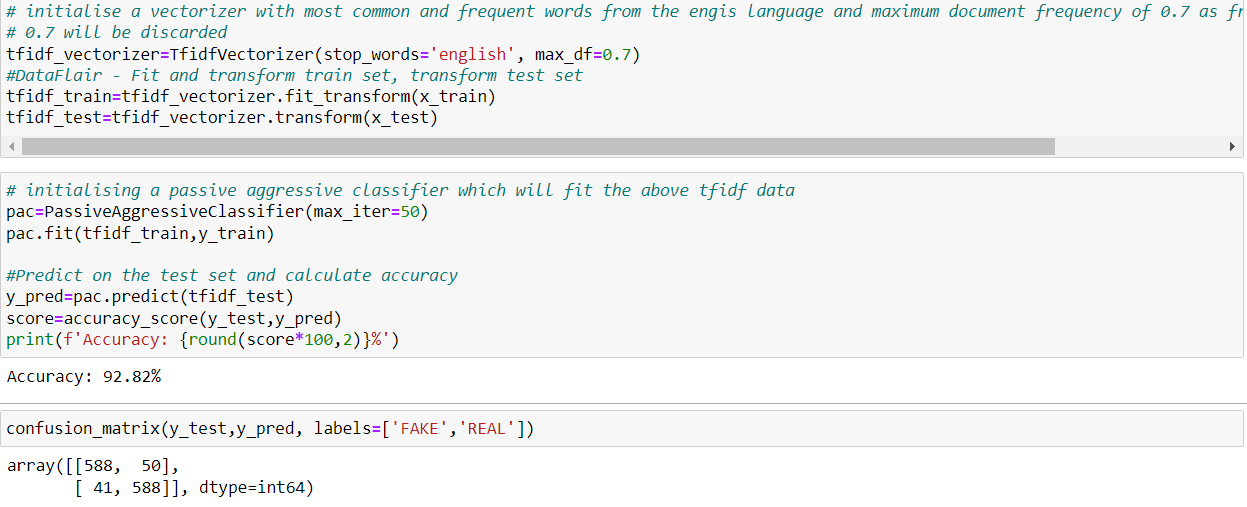 # initialise a vectorizer with most common and frequent words from the engis language and maximum document frequency of 0.7 as
# 0.7 will be discarded
tfidf_vectorizer=TfidfVectorizer(stop_words='english', max_df=0.7)
#DataFlair - Fit and transform train set, transform test set
tfidf_train=tfidf_vectorizer.fit_transform(x_train)
tfidf_test=tfidf_vectorizer.transform(x_test)
# initialising a passive aggressive classifier which will fit the above tfidf data
pac=PassiveAggressiveClassifier(max_iter=50)
pac.fit(tfidf_train,y_train)
#Predict on the test set and calculate accuracy
y_pred=pac.predict(tfidf_test)
score=accuracy_score(y_test,y_pred)
print(f'Accuracy: {round(score*100,2)}%')
Accuracy: 92.82%
confusion_matrix(y_test,y_pred, labels=['FAKE','REAL'])
array([[588,  50],
       [ 41, 588]], dtype=int64)